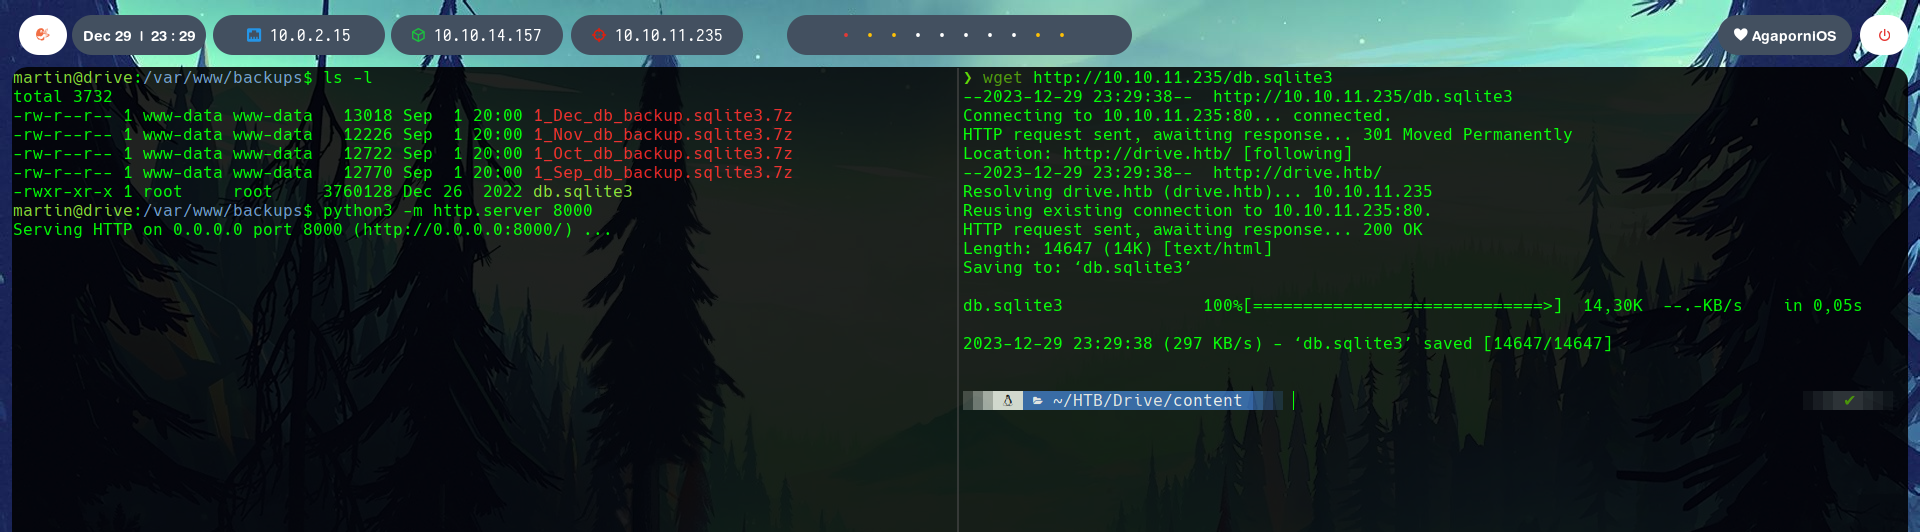 Dec 29 | 23 : 29 10.0.2.15 10.10.14.157 10.10.11.235 AgaporniOS
martin@drive:/var/www/backups$ ls -l
total 3732
-rw-r--r-- 1 www-data www-data   13018 Sep  1 20:00 1_Dec_db_backup.sqlite3.7z
-rw-r--r-- 1 www-data www-data   12226 Sep  1 20:00 1_Nov_db_backup.sqlite3.7z
-rw-r--r-- 1 www-data www-data   12722 Sep  1 20:00 1_Oct_db_backup.sqlite3.7z
-rw-r--r-- 1 www-data www-data   12770 Sep  1 20:00 1_Sep_db_backup.sqlite3.7z
-rwxr-xr-x 1 root     root     3760128 Dec 26  2022 db.sqlite3
martin@drive:/var/www/backups$ python3 -m http.server 8000
Serving HTTP on 0.0.0.0 port 8000 (http://0.0.0.0:8000/) ...
❯ wget http://10.10.11.235/db.sqlite3
--2023-12-29 23:29:38--  http://10.10.11.235/db.sqlite3
Connecting to 10.10.11.235:80... connected.
HTTP request sent, awaiting response... 301 Moved Permanently
Location: http://drive.htb/ [following]
--2023-12-29 23:29:38--  http://drive.htb/
Resolving drive.htb (drive.htb)... 10.10.11.235
Reusing existing connection to 10.10.11.235:80.
HTTP request sent, awaiting response... 200 OK
Length: 14647 (14K) [text/html]
Saving to: ‘db.sqlite3’
db.sqlite3              100%[=============================>]  14,30K  --.-KB/s    in 0,05s
2023-12-29 23:29:38 (297 KB/s) - ‘db.sqlite3’ saved [14647/14647]
~/HTB/Drive/content ✔